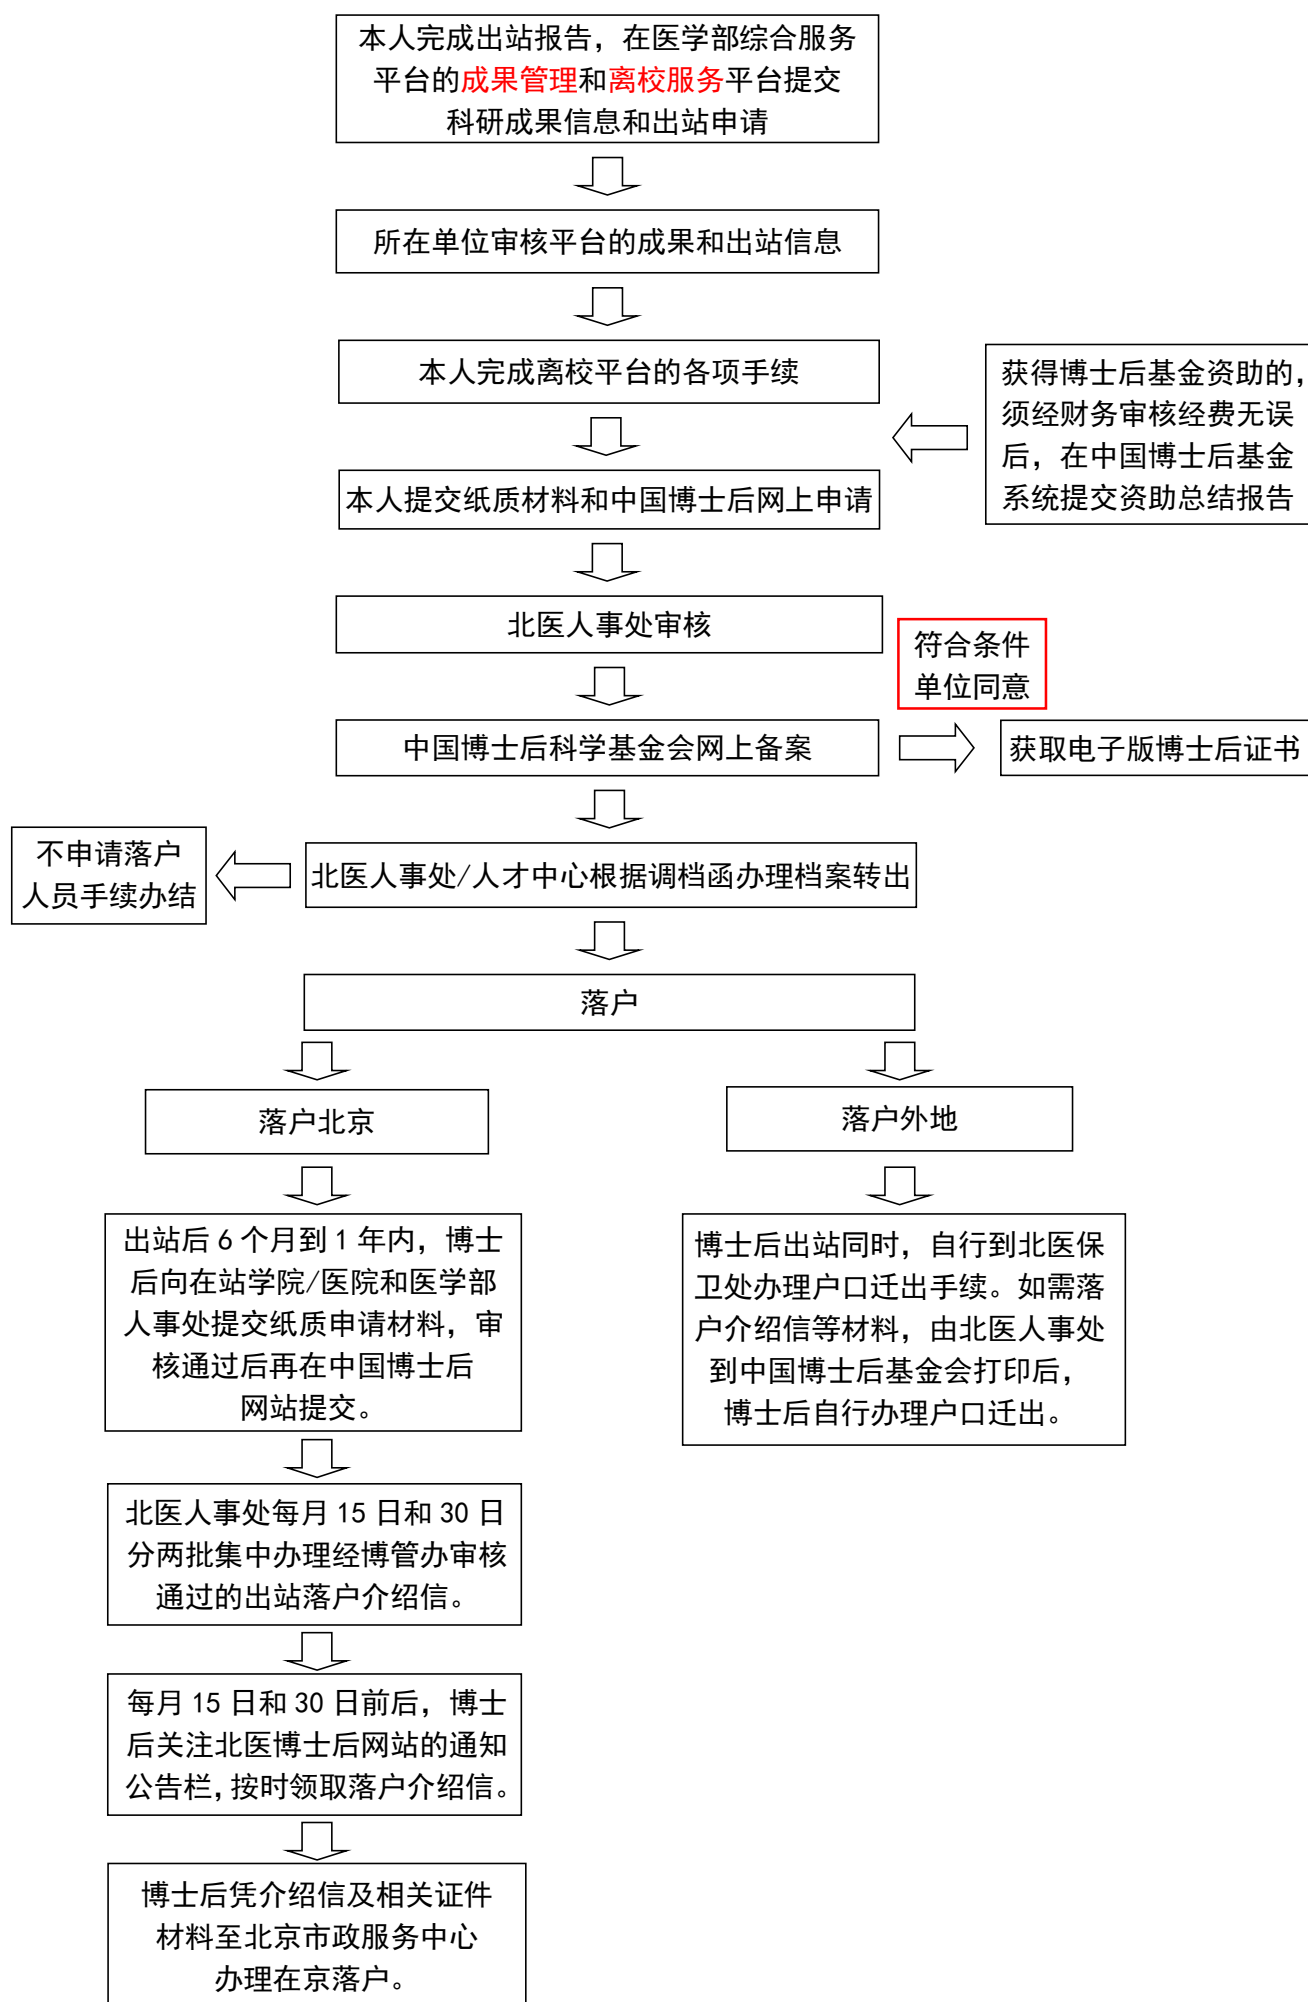 本人完成出站报告，在医学部综合服务
平台的成果管理和离校服务平台提交
科研成果信息和出站申请
所在单位审核平台的成果和出站信息
本人完成离校平台的各项手续
获得博士后基金资助的，
须经财务审核经费无误
后，在中国博士后基金
系统提交资助总结报告
本人提交纸质材料和中国博士后网上申请
北医人事处审核
符合条件
单位同意
中国博士后科学基金会网上备案
获取电子版博士后证书
不申请落户
人员手续办结
北医人事处/人才中心根据调档函办理档案转出
落户
落户北京
落户外地
出站后 6 个月到 1 年内，博士
后向在站学院/医院和医学部
人事处提交纸质申请材料，审
核通过后再在中国博士后
网站提交。
博士后出站同时，自行到北医保
卫处办理户口迁出手续。如需落
户介绍信等材料，由北医人事处
到中国博士后基金会打印后，
博士后自行办理户口迁出。
北医人事处每月 15 日和 30 日
分两批集中办理经博管办审核
通过的出站落户介绍信。
每月 15 日和 30 日前后，博士
后关注北医博士后网站的通知
公告栏，按时领取落户介绍信。
博士后凭介绍信及相关证件
材料至北京市政服务中心
办理在京落户。